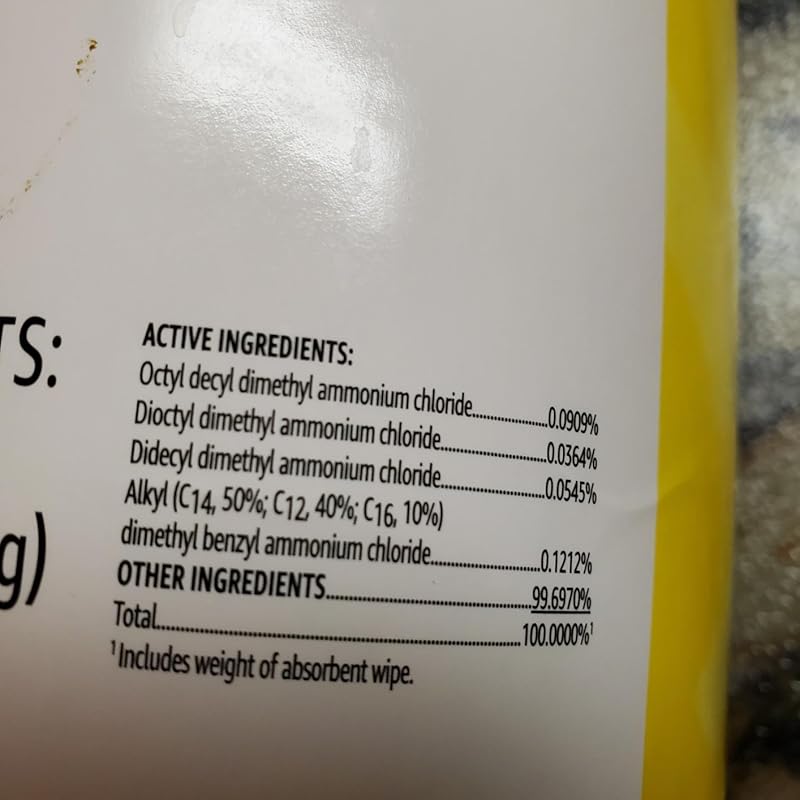 TS:
g)
ACTIVE INGREDIENTS:
Octyl decyl dimethyl ammonium chloride....................0.0909%
Dioctyl dimethyl ammonium chloride...........................0.0364%
Didecyl dimethyl ammonium chloride...........................0.0545%
Alkyl (C14, 50%; C12, 40%; C16, 10%)
dimethyl benzyl ammonium chloride............................0.1212%
OTHER INGREDIENTS....................................................99.6970%
Total..............................................................................100.0000%¹
¹Includes weight of absorbent wipe.